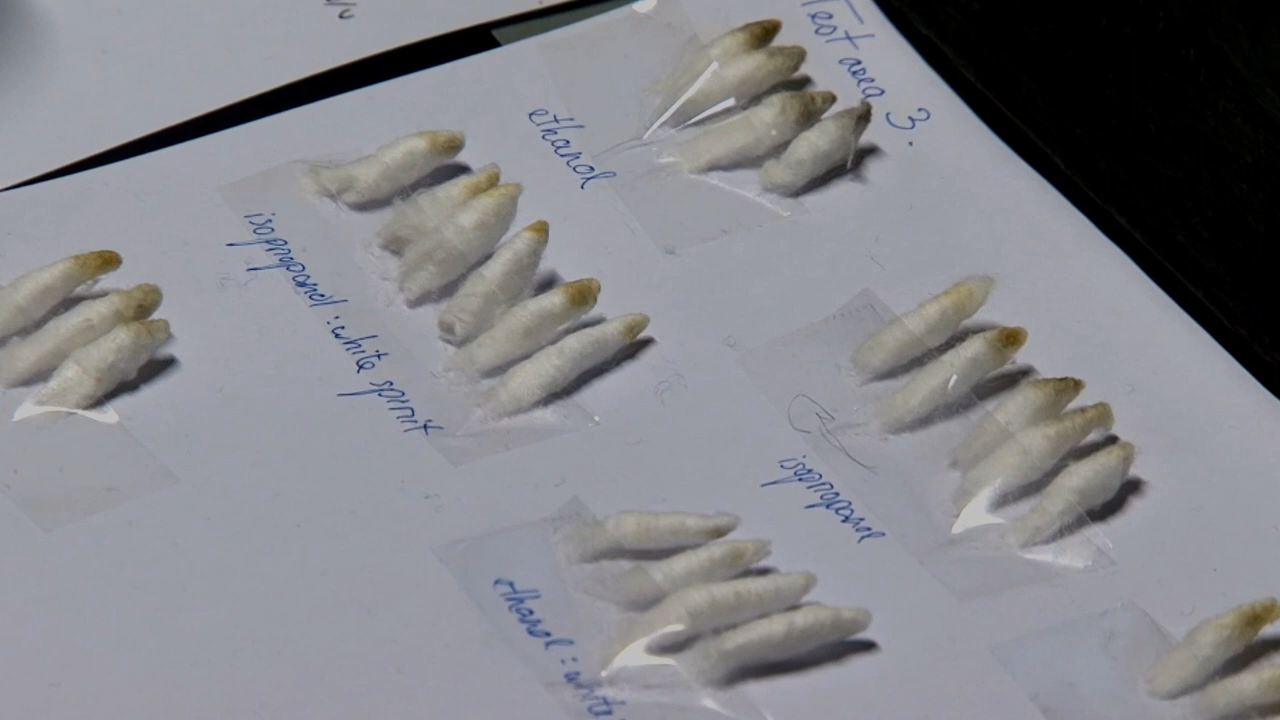 Test area 3.
ethanol
isopropanol : white spirit
isopropanol
ethanol : white